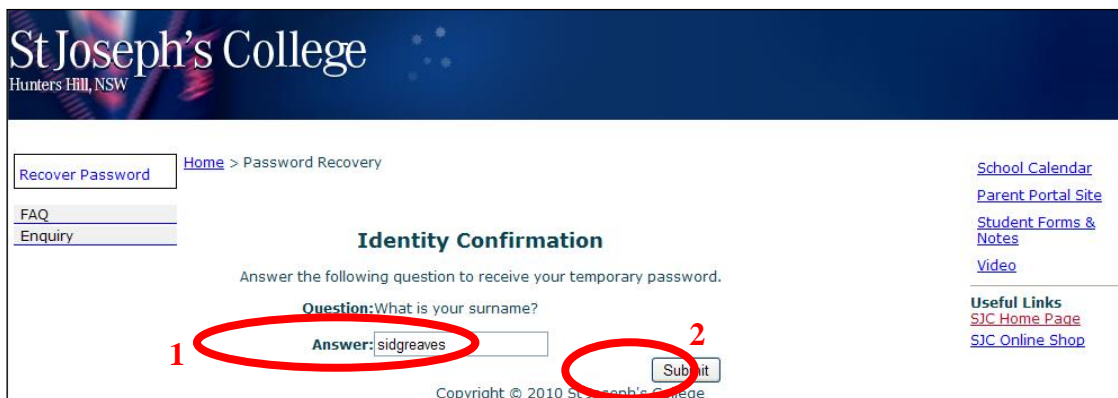 St Joseph's College
Hunters Hill, NSW
Recover Password
FAQ
Enquiry
Home > Password Recovery
Identity Confirmation
Answer the following question to receive your temporary password.
Question: What is your surname?
1
Answer: sidgreaves
2
Submit
Copyright © 2010 St Joseph's College
School Calendar
Parent Portal Site
Student Forms &
Notes
Video
Useful Links
SJC Home Page
SJC Online Shop